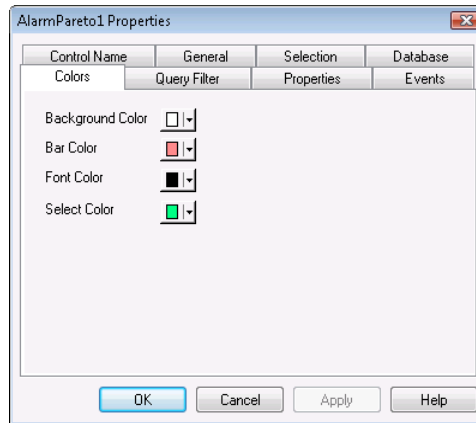 AlarmPareto1 Properties
Control Name General Selection Database
Colors Query Filter Properties Events
Background Color
Bar Color
Font Color
Select Color
OK Cancel Apply Help